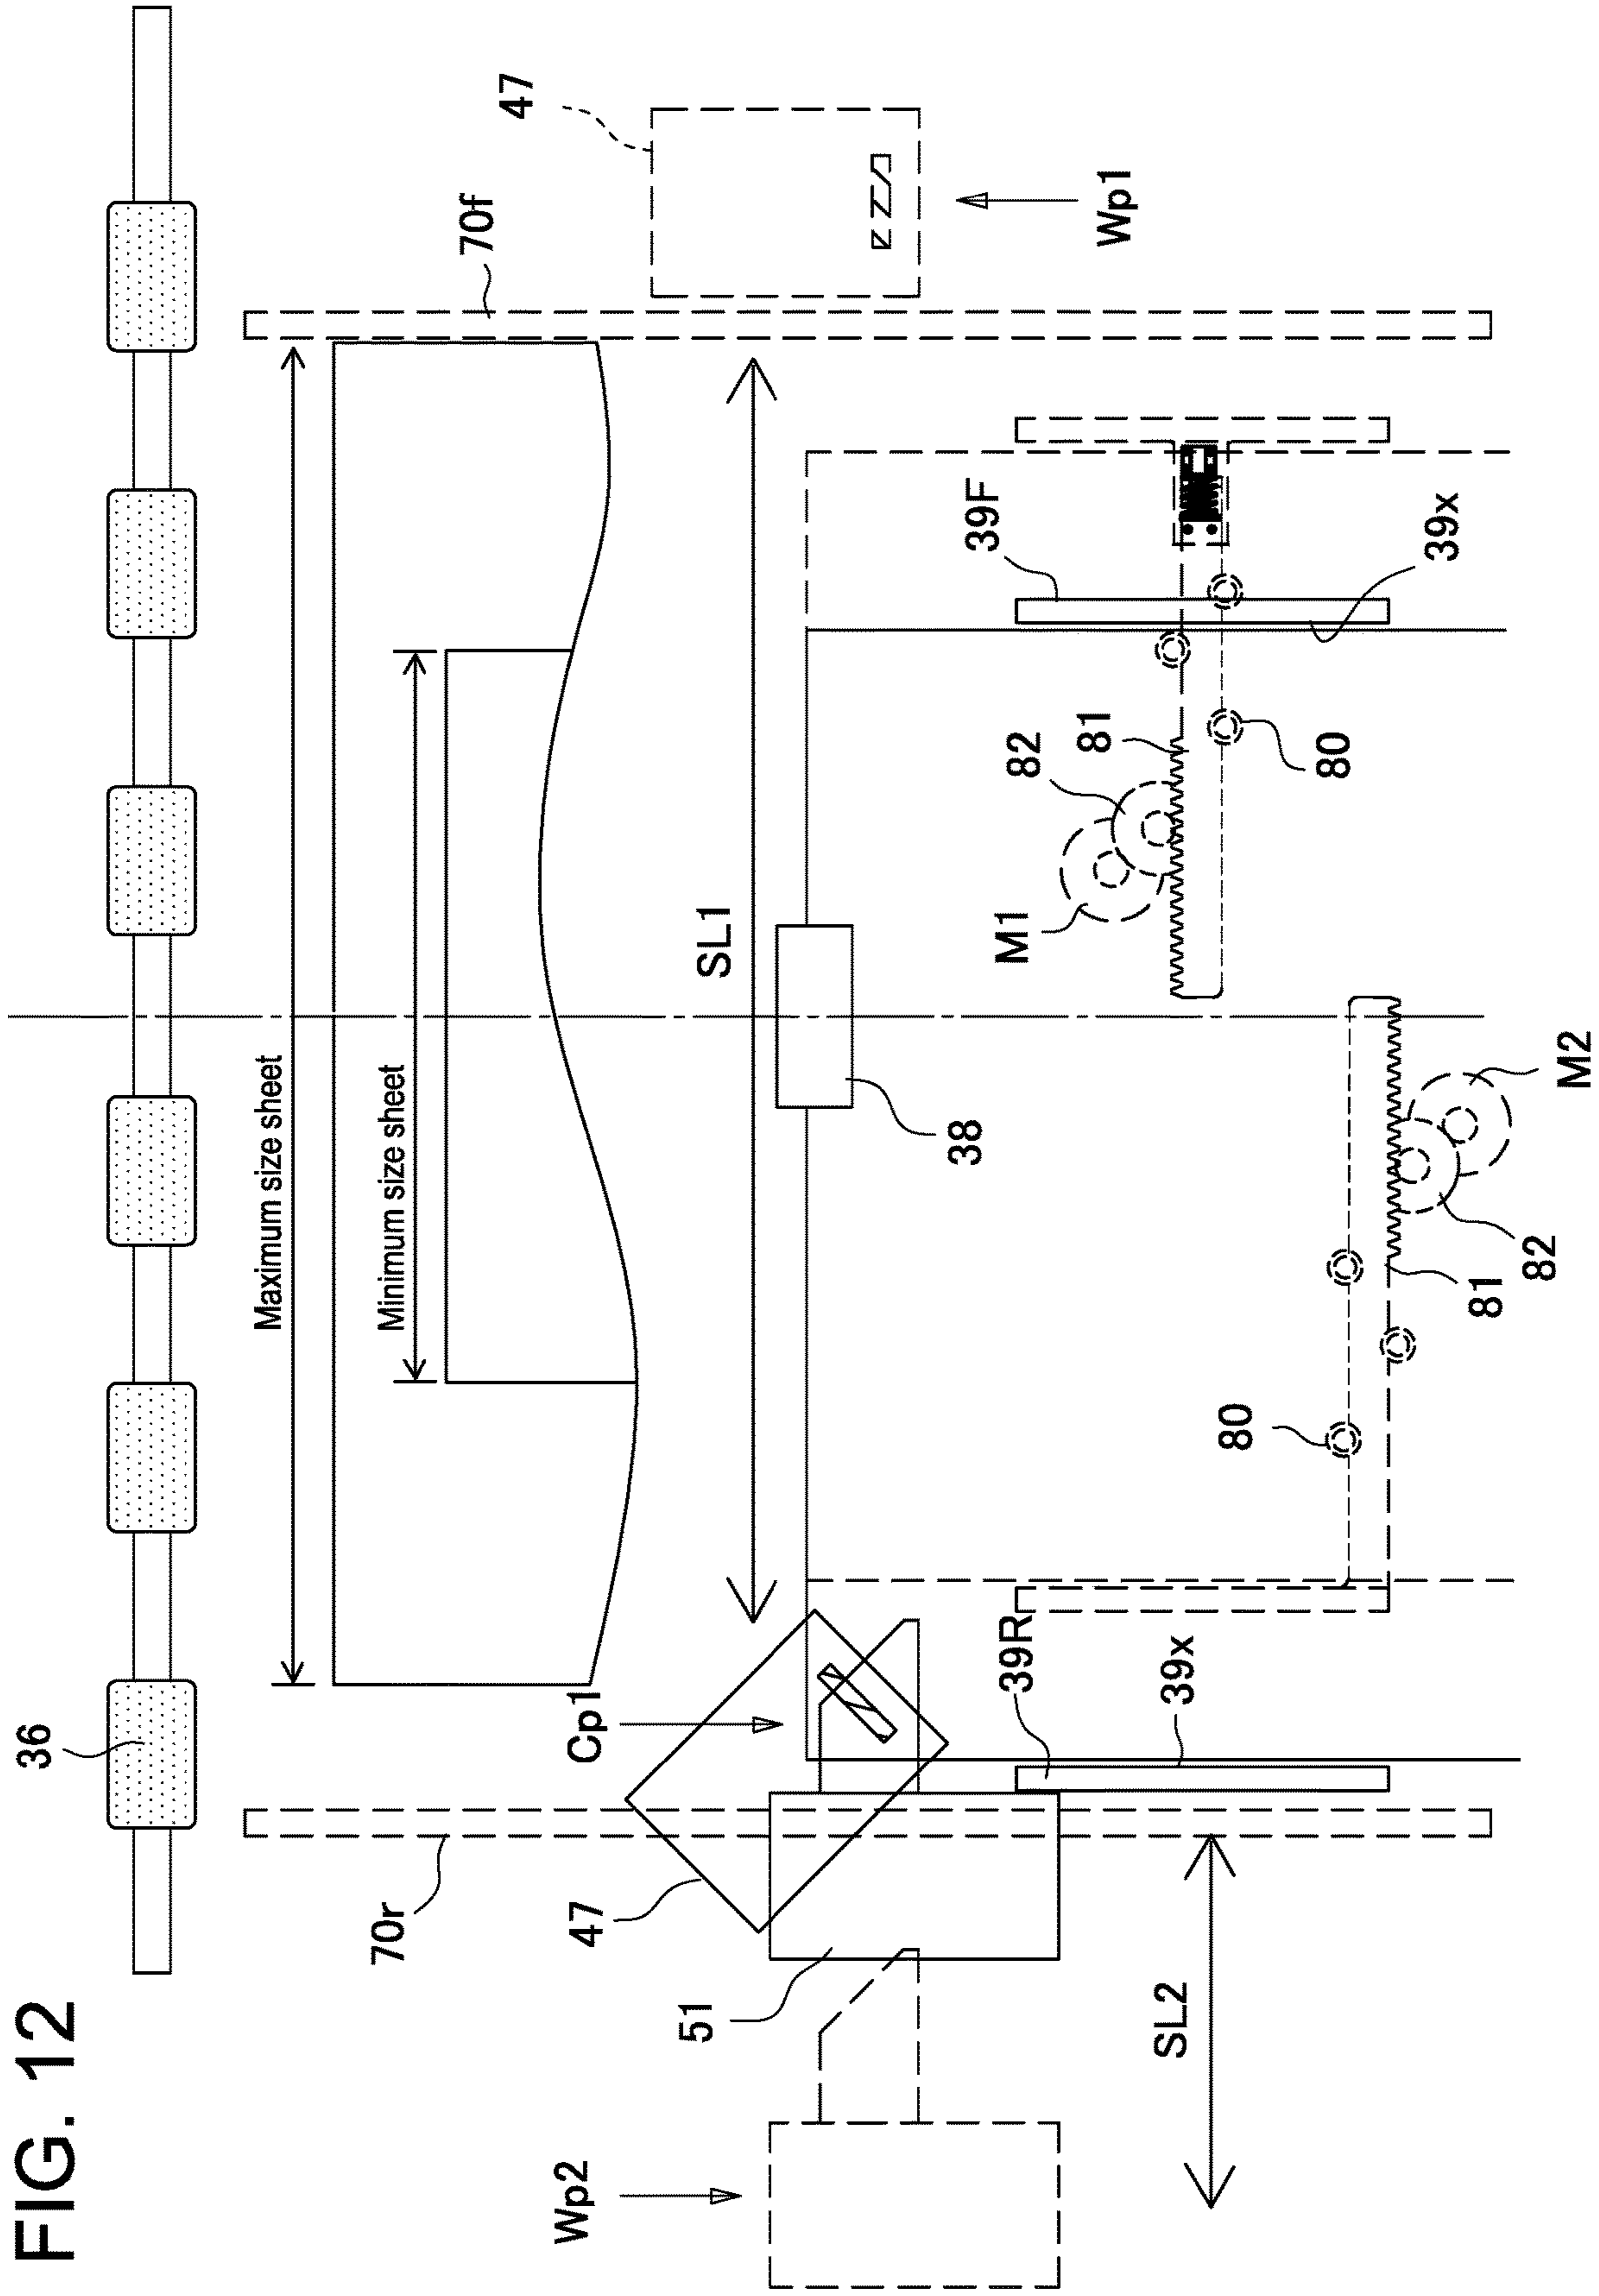 FIG. 12
36
70r
47
51
Wp2
Cp1
SL2
Maximum size sheet
Minimum size sheet
SL1
38
39R
39x
80
81
82
M2
M1
82
81
80
39F
39x
70f
47
Wp1